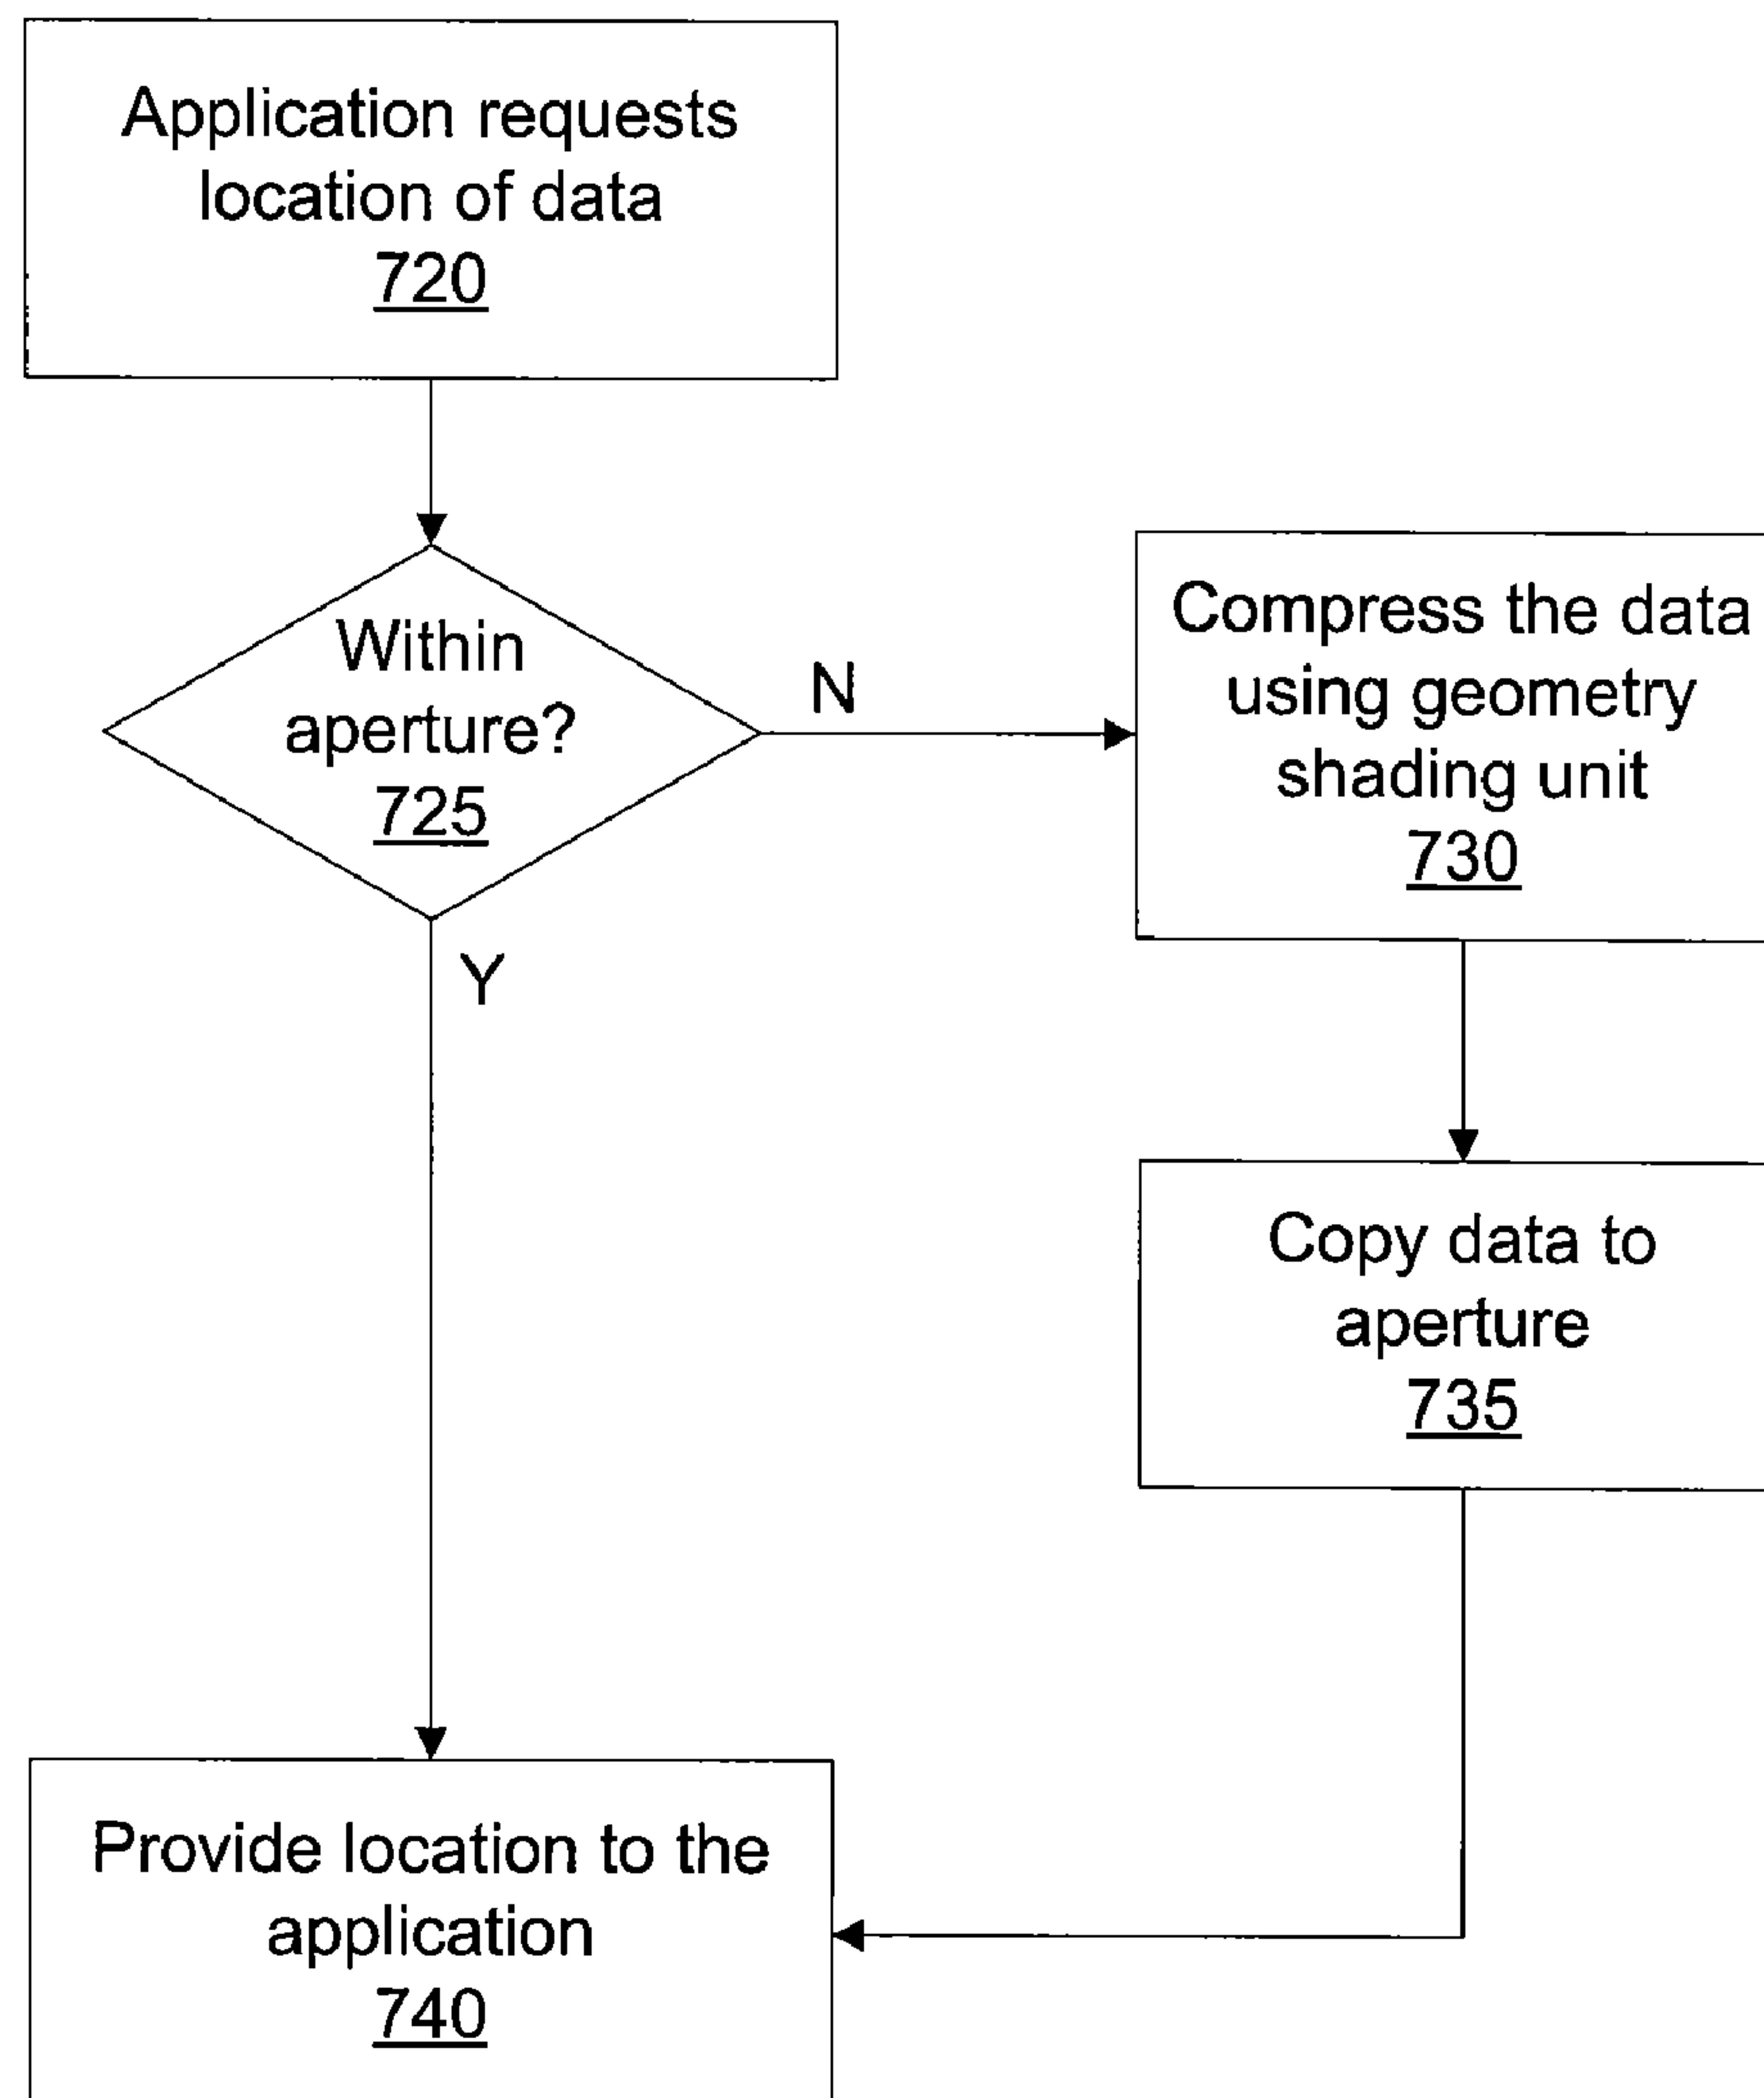 Application requests
location of data
720
Within
aperture?
725
N
Y
Compress the data
using geometry
shading unit
730
Copy data to
aperture
735
Provide location to the
application
740